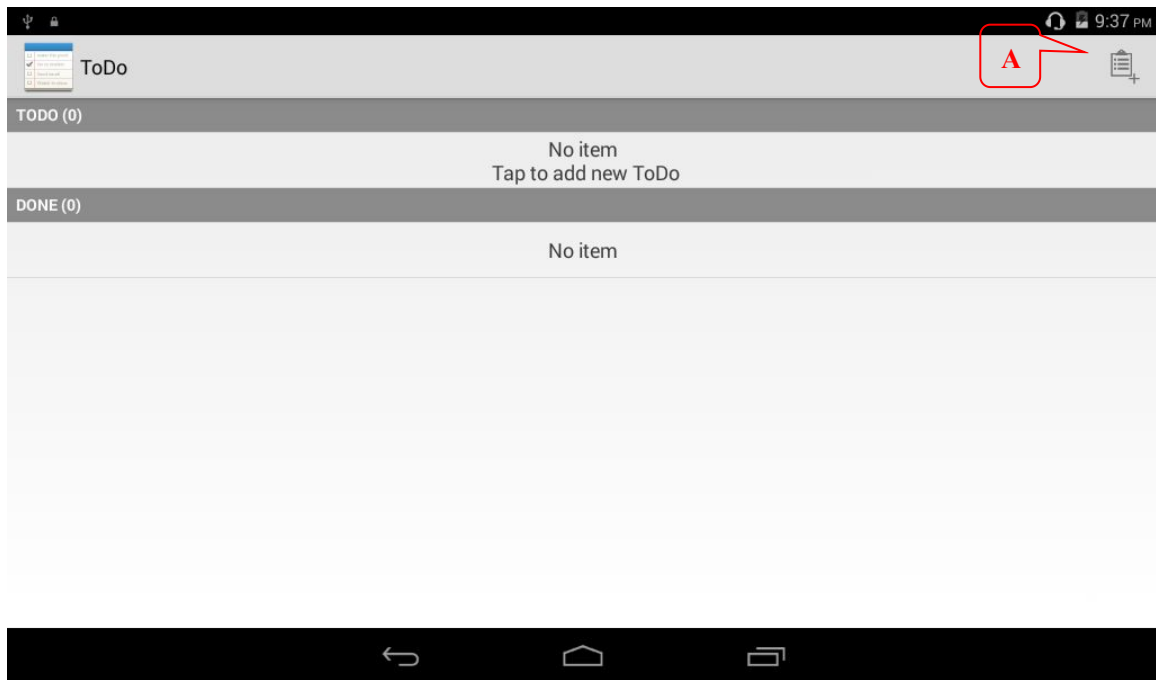 9:37 PM
ToDo
A
TODO (0)
No item
Tap to add new ToDo
DONE (0)
No item